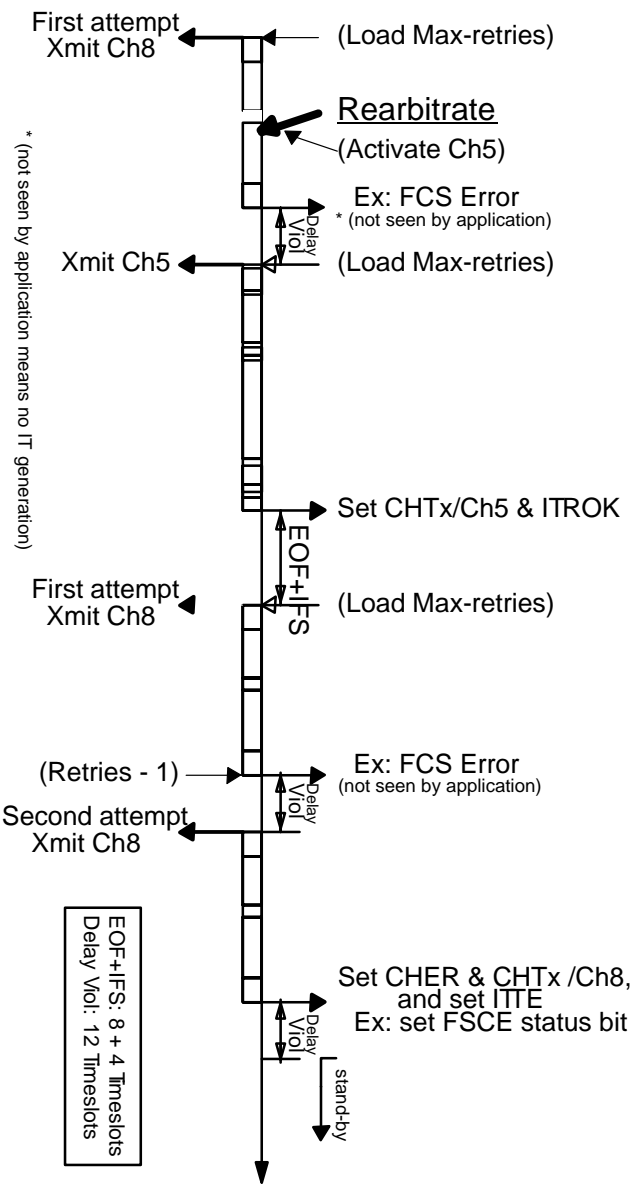 First attempt
Xmit Ch8
(Load Max-retries)
Rearbitrate
(Activate Ch5)
Ex: FCS Error
* (not seen by application)
Delay
Viol
Xmit Ch5
(Load Max-retries)
* (not seen by application means no IT generation)
Set CHTx/Ch5 & ITROK
EOF+IFS
First attempt
Xmit Ch8
(Load Max-retries)
(Retries - 1)
Ex: FCS Error
(not seen by application)
Delay
Viol
Second attempt
Xmit Ch8
Set CHER & CHTx /Ch8,
and set ITTE
Ex: set FSCE status bit
Delay
Viol
stand-by
EOF+IFS: 8 + 4 Timeslots
Delay Viol: 12 Timeslots